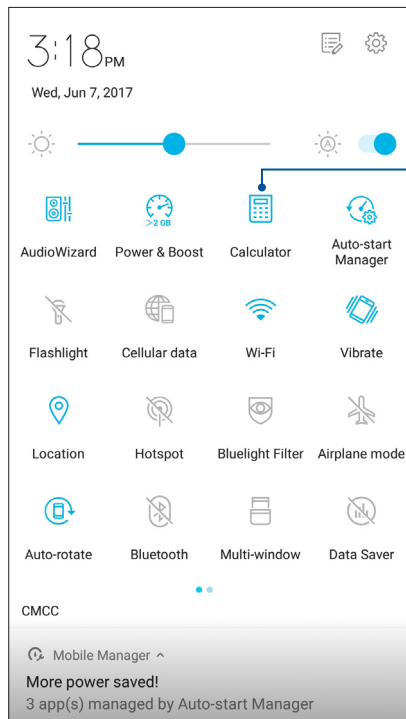 3:18PM
Wed, Jun 7, 2017
A
>2 GB
AudioWizard Power & Boost Calculator Auto-start Manager
Flashlight Cellular data Wi-Fi Vibrate
Location Hotspot Bluelight Filter Airplane mode
Auto-rotate Bluetooth Multi-window Data Saver
CMCC
Mobile Manager
More power saved!
3 app(s) managed by Auto-start Manager